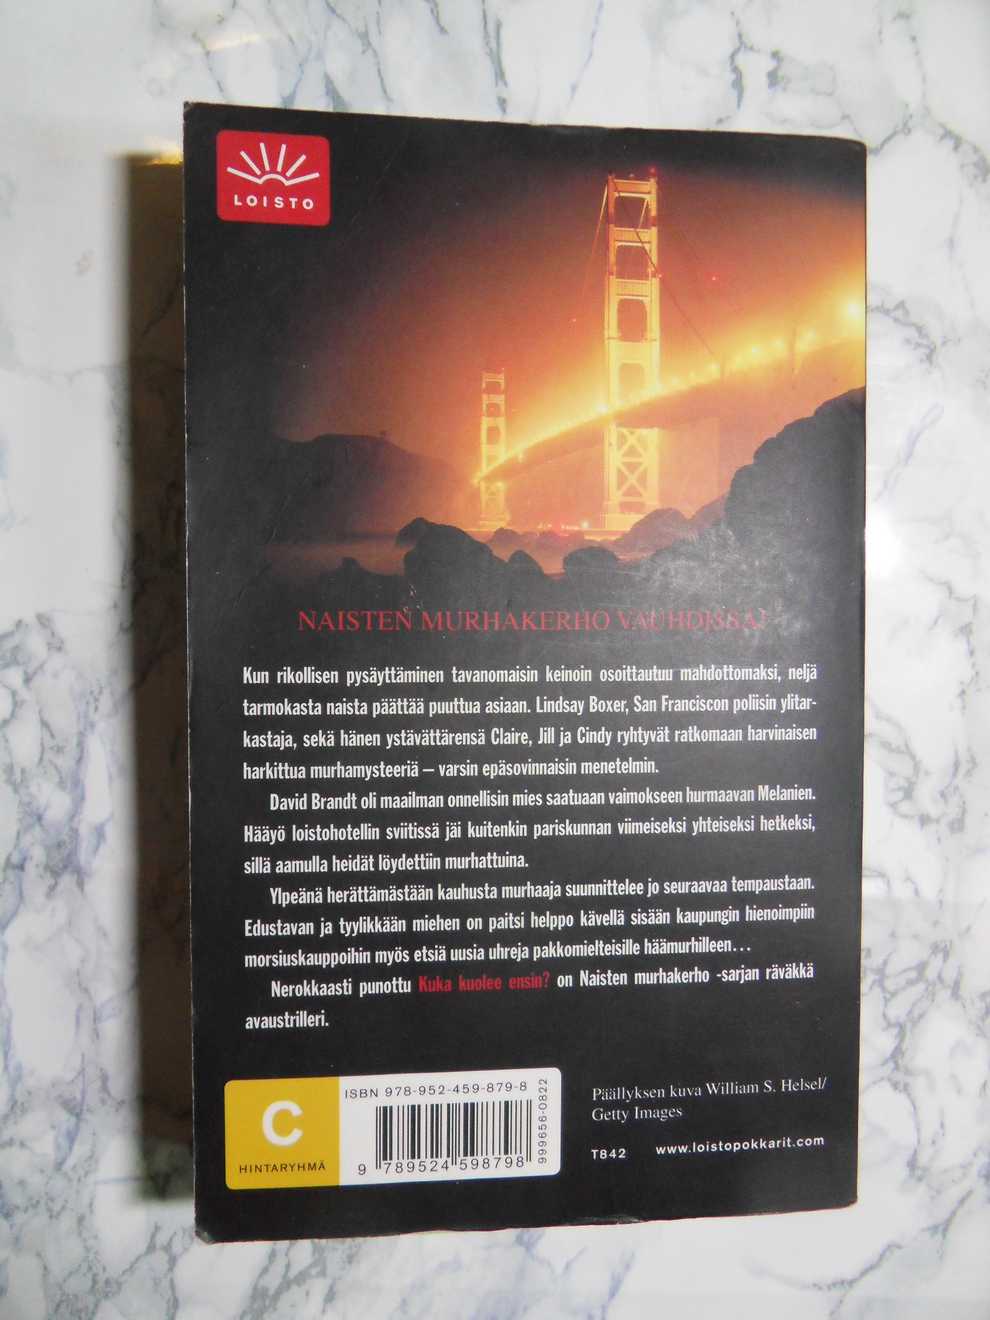 LOISTO
NAISTEN MURHAKERHO VAUHDISSA!
Kun rikollisen pysäyttäminen tavanomaisin keinoin osoittautuu mahdottomaksi, neljä
tarmokasta naista päättää puuttua asiaan. Lindsay Boxer, San Franciscon poliisin ylitar-
kastaja, sekä hänen ystävättärensä Claire, Jill ja Cindy ryhtyvät ratkomaan harvinaisen
harkittua murhamysteeriä – varsin epäsovinnaisin menetelmin.
David Brandt oli maailman onnellisin mies saatuaan vaimokseen hurmaavan Melanien.
Hääyö loistohotellin sviitissä jäi kuitenkin pariskunnan viimeiseksi yhteiseksi hetkeksi,
sillä aamulla heidät löydettiin murhattuina.
Ylpeänä herättämästään kauhusta murhaaja suunnittelee jo seuraavaa tempaustaan.
Edustavan ja tyylikkään miehen on paitsi helppo kävellä sisään kaupungin hienoimpiin
morsiuskauppoihin myös etsiä uusia uhreja pakkomielteisille häämurhilleen...
Nerokkaasti punottu Kuka kuolee ensin? on Naisten murhakerho -sarjan räväkkä
avaustrilleri.
C
HINTARYHMÄ
ISBN 978-952-459-879-8
9 789524 598798
999656-0822
Päällyksen kuva William S. Helsel/
Getty Images
T842 www.loistopokkarit.com